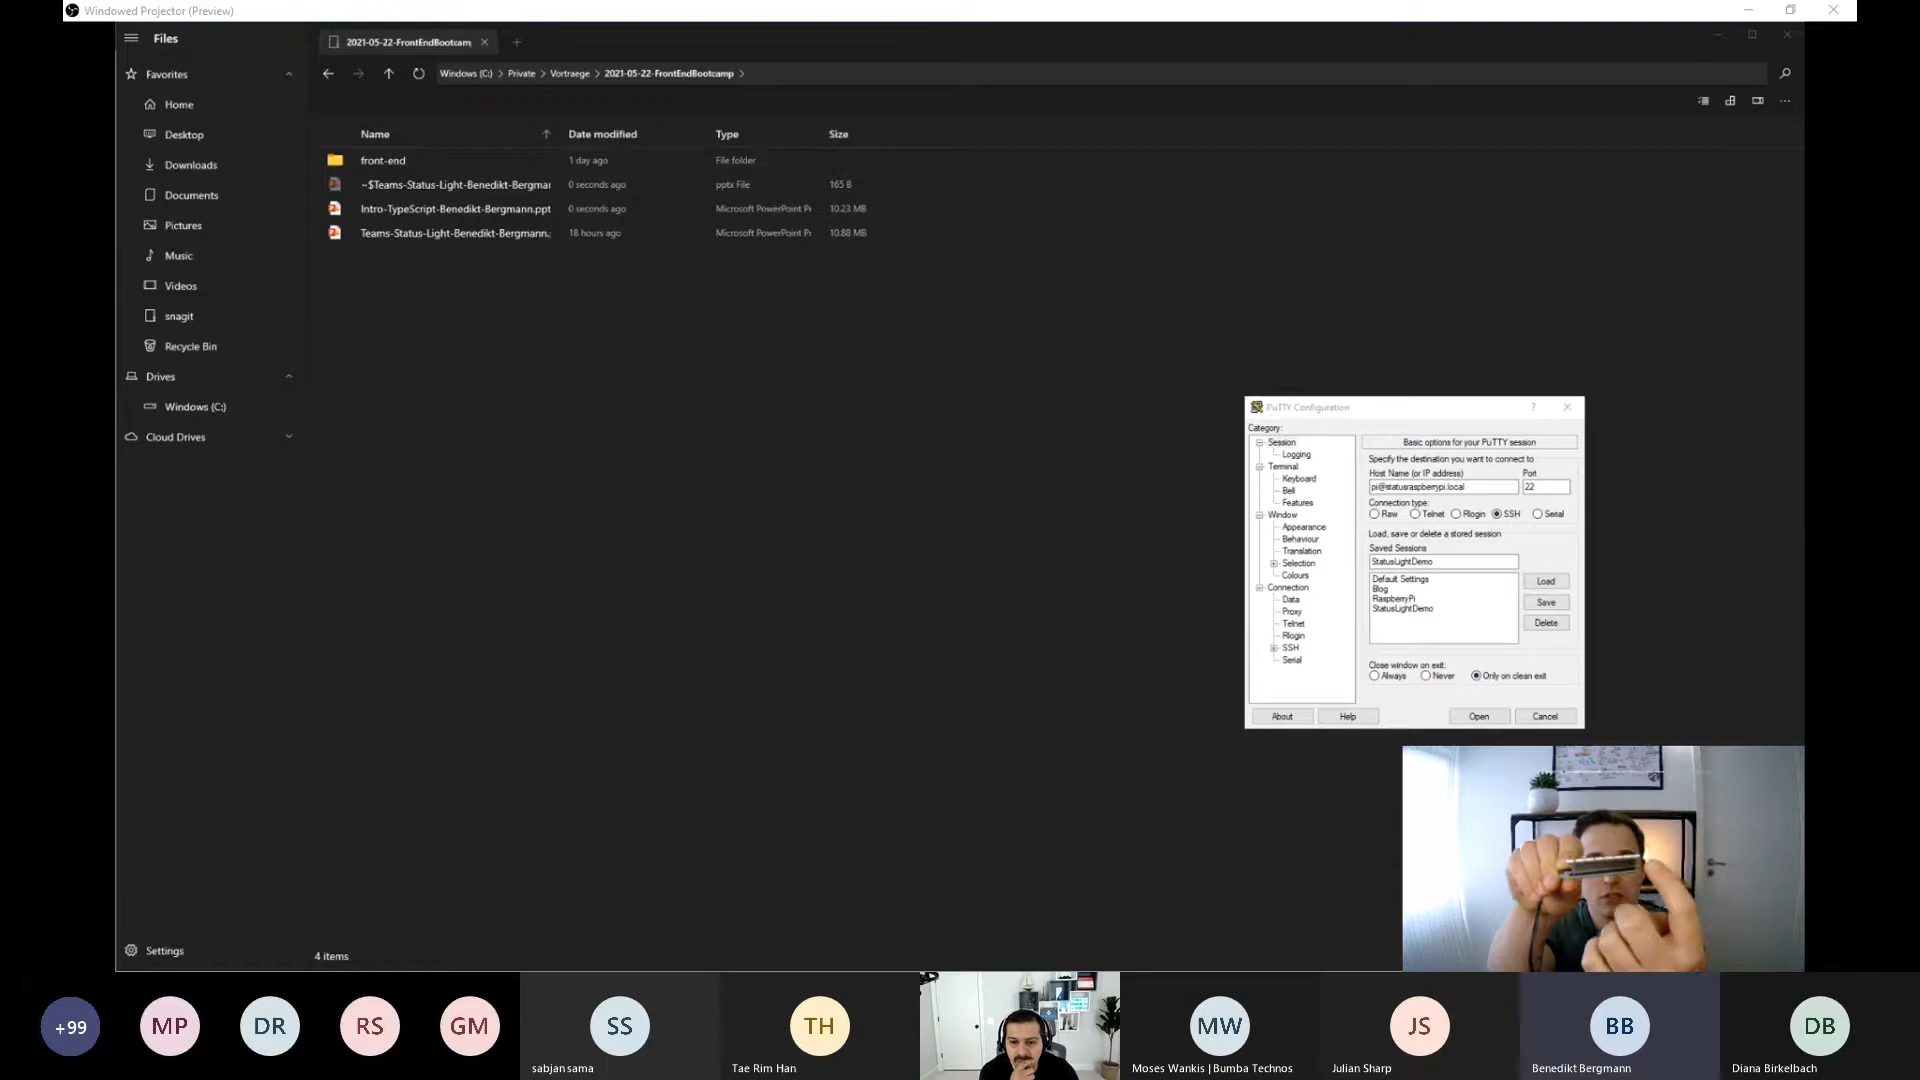 Windowed Projector (Preview)
Files
2021-05-22-FrontEndBootcam
Windows (C:) > Private > Vortraege > 2021-05-22-FrontEndBootcamp >
Favorites
Home
Desktop
Downloads
Documents
Pictures
Music
Videos
snagit
Recycle Bin
Drives
Windows (C:)
Cloud Drives
Settings
Name Date modified Type Size
front-end 1 day ago File folder
~$Teams-Status-Light-Benedikt-Bergmar 0 seconds ago pptx File 165 B
Intro-TypeScript-Benedikt-Bergmann.ppt 0 seconds ago Microsoft PowerPoint Pr 10.23 MB
Teams-Status-Light-Benedikt-Bergmann. 18 hours ago Microsoft PowerPoint Pr 10.88 MB
4 items
PuTTY Configuration ?
Category:
Session
Logging
Terminal
Keyboard
Bell
Features
Window
Appearance
Behaviour
Translation
Selection
Colours
Connection
Data
Proxy
Telnet
Rlogin
SSH
Serial
Basic options for your PuTTY session
Specify the destination you want to connect to
Host Name (or IP address) Port
pi@statusraspberrypi.local 22
Connection type:
Raw Telnet Rlogin SSH Serial
Load, save or delete a stored session
Saved Sessions
StatusLightDemo
Default Settings
Blog
RaspberryPi
StatusLightDemo
Load
Save
Delete
Close window on exit:
Always Never Only on clean exit
About Help Open Cancel
+99 MP DR RS GM SS TH MW JS BB DB
sabjan sama Tae Rim Han Moses Wankis | Bumba Technos Julian Sharp Benedikt Bergmann Diana Birkelbach